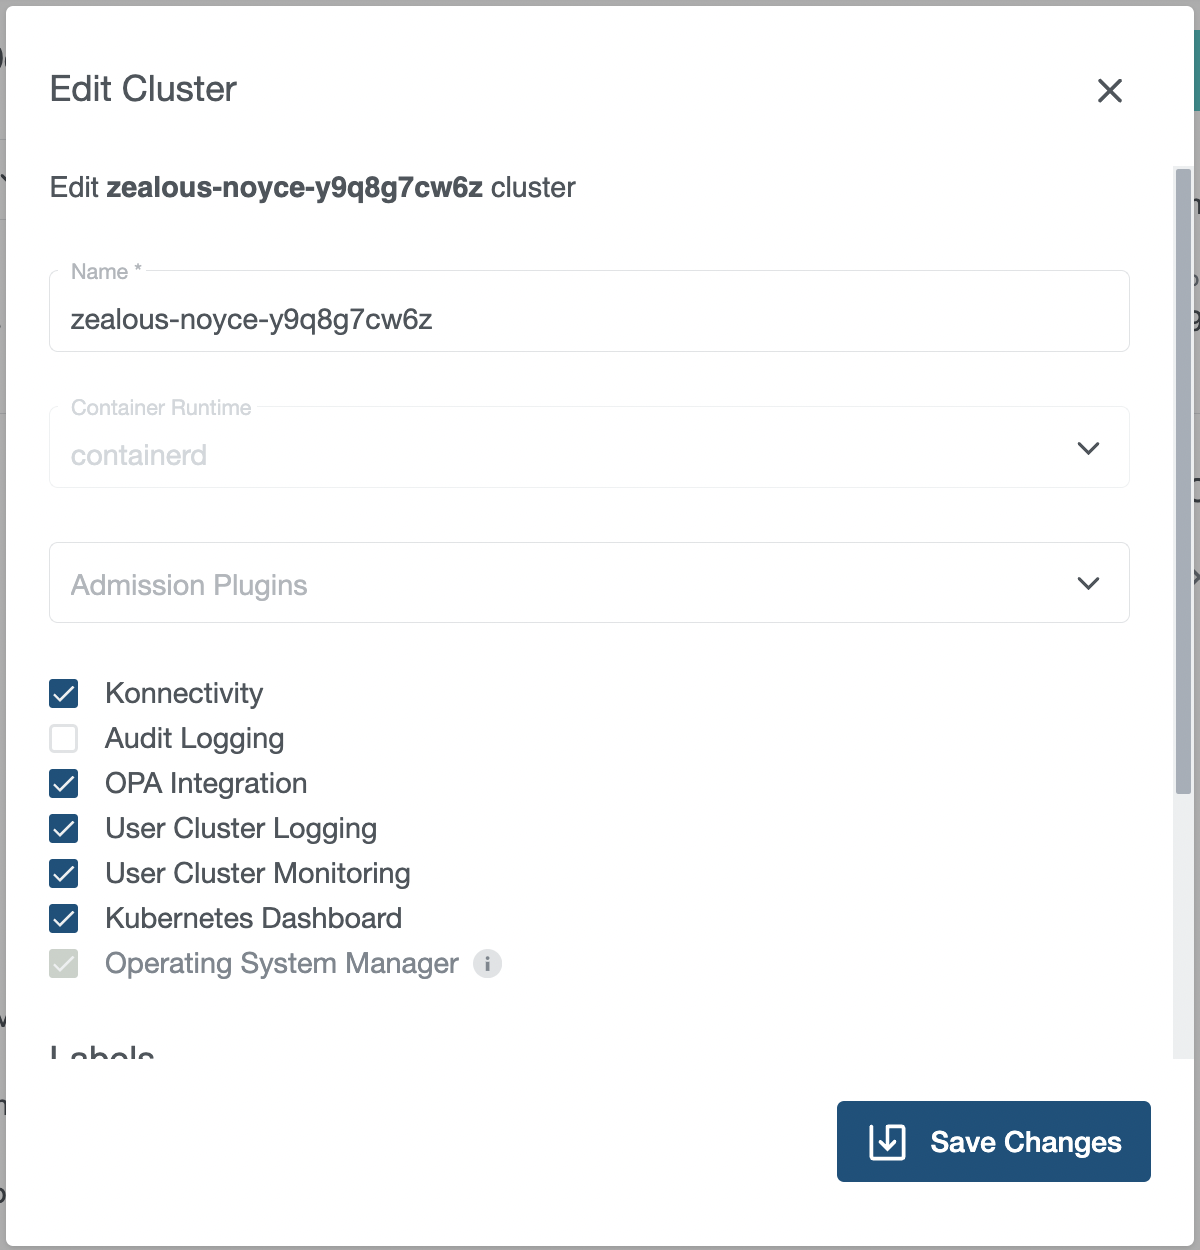 Edit Cluster
Edit zealous-noyce-y9q8g7cw6z cluster
Name *
zealous-noyce-y9q8g7cw6z
Container Runtime
containerd
Admission Plugins
Konnectivity
Audit Logging
OPA Integration
User Cluster Logging
User Cluster Monitoring
Kubernetes Dashboard
Operating System Manager
Labels
Save Changes